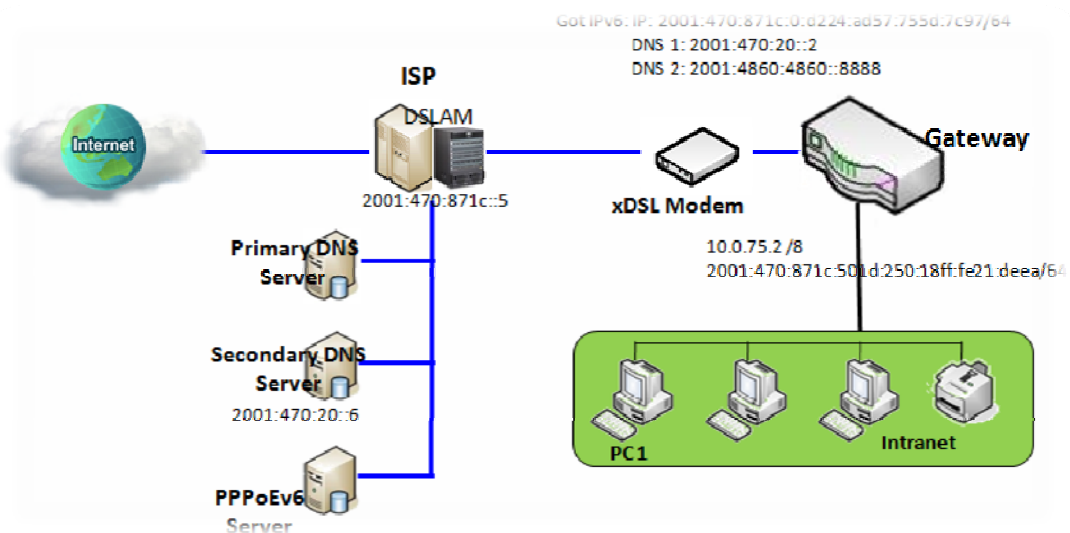 Got IPv6: IP: 2001:470:871c:0:d224:ad57:755d:7c97/64
DNS 1: 2001:470:20::2
DNS 2: 2001:4860:4860::8888
ISP
DSLAM
Internet
Gateway
2001:470:871c::5
xDSL Modem
Primary DNS
Server
10.0.75.2 /8
2001:470:871c:501d:250:18ff:fe21:deea/64
Secondary DNS
Server
2001:470:20::6
PC1
Intranet
PPPoEv6
Server